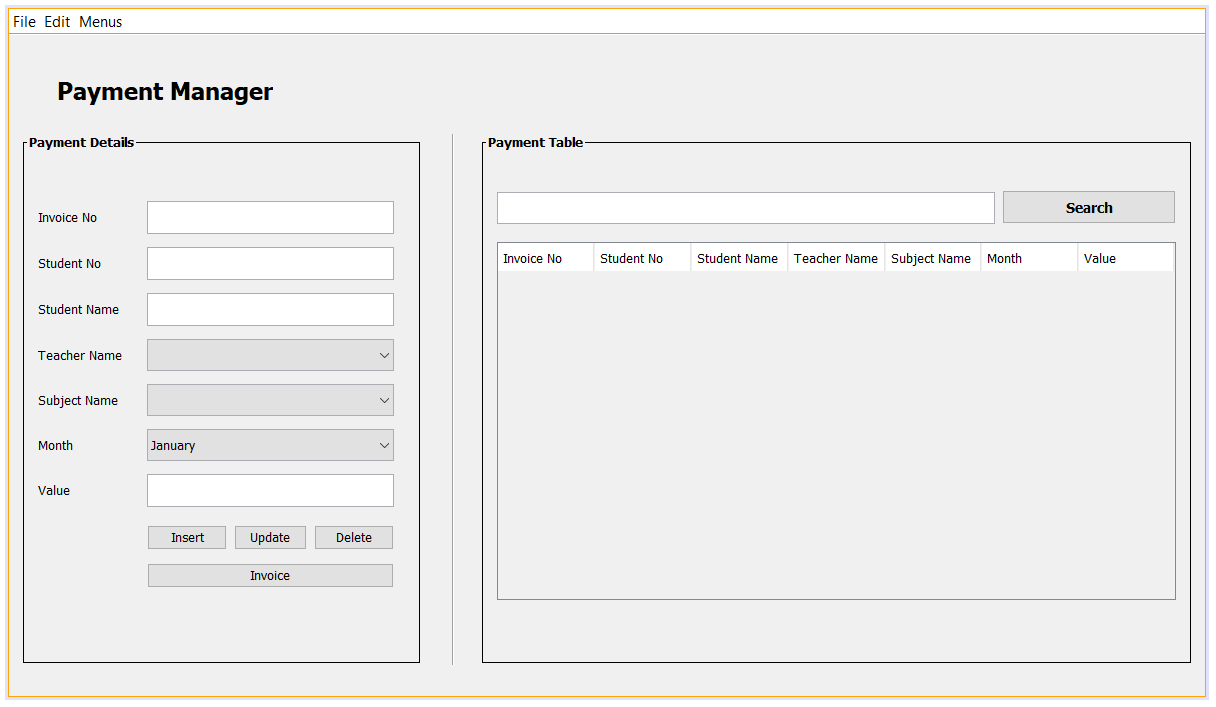 File Edit Menus
Payment Manager
Payment Details
Invoice No
Student No
Student Name
Teacher Name
Subject Name
Month January
Value
Insert Update Delete
Invoice
Payment Table
Search
Invoice No Student No Student Name Teacher Name Subject Name Month Value